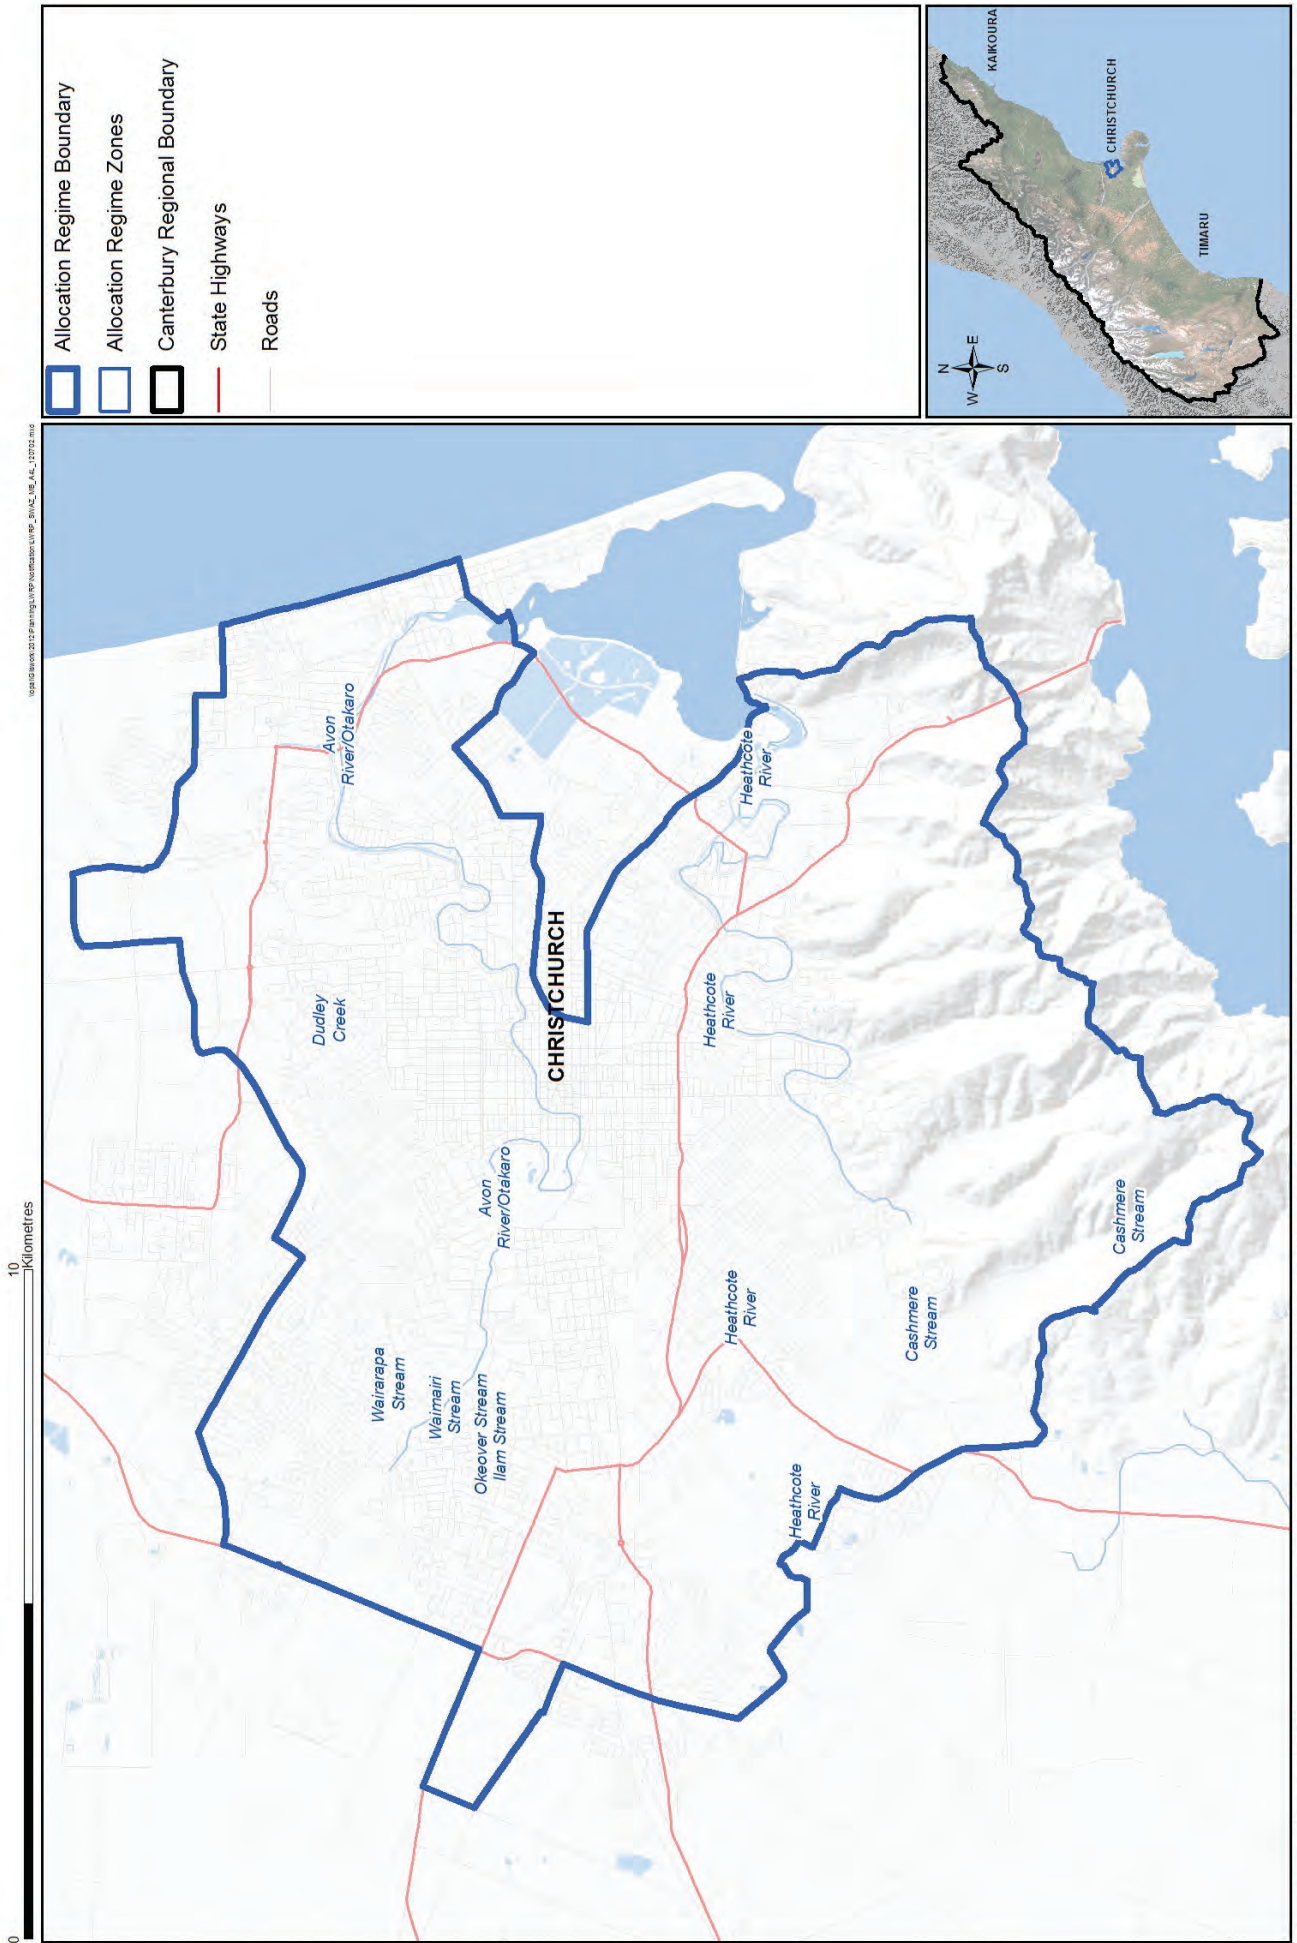 Allocation Regime Boundary
Allocation Regime Zones
Canterbury Regional Boundary
State Highways
Roads
KAIKOURA
CHRISTCHURCH
TIMARU
N
W
E
S
0
10
Kilometres
Avon
River/Otakaro
Dudley
Creek
CHRISTCHURCH
Heathcote
River
Heathcote
River
Avon
River/Otakaro
Wairarapa
Stream
Waimairi
Stream
Okeover Stream
Ilam Stream
Heathcote
River
Cashmere
Stream
Cashmere
Stream
Heathcote
River